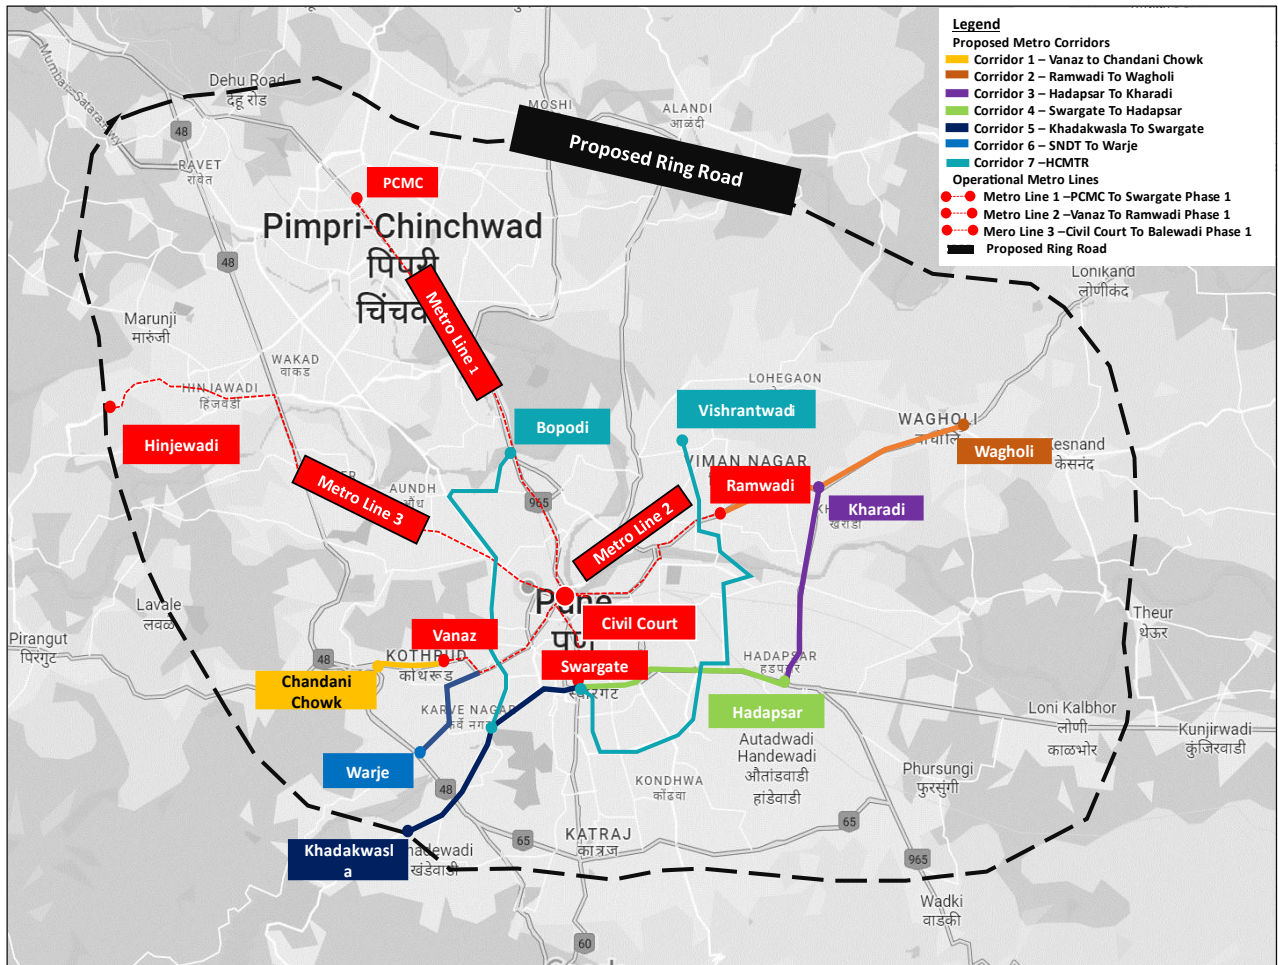 Legend
Proposed Metro Corridors
Corridor 1 – Vanaz to Chandani Chowk
Corridor 2 – Ramwadi To Wagholi
Corridor 3 – Hadapsar To Kharadi
Corridor 4 – Swargate To Hadapsar
Corridor 5 – Khadakwasla To Swargate
Corridor 6 – SNDT To Warje
Corridor 7 –HCMTR
Operational Metro Lines
Metro Line 1 –PCMC To Swargate Phase 1
Metro Line 2 –Vanaz To Ramwadi Phase 1
Mero Line 3 –Civil Court To Balewadi Phase 1
Proposed Ring Road
Dehu Road
देहू रोड
MOSHI
ALANDI
आळंदी
Proposed Ring Road
48
RAVET
रावेत
PCMC
Pimpri-Chinchwad
पिंपरी
48
Lonikand
लोणीकंद
Marunji
मारुंजी
Metro Line 1
WAKAD
वाकड
HINJAWADI
हिंजवडी
LOHEGAON
Vishrantwadi
Bopodi
WAGHOLI
Hinjewadi
Wagholi
केसनंद
VIMAN NAGAR
Ramwadi
AUNDH
औंध
Metro Line 3
965
Metro Line 2
Kharadi
खराडी
Lavale
लवळे
Pune
Civil Court
Theur
थेऊर
Pirangut
पिरंगुट
Vanaz
KOTHRUD
कोथरूड
48
Swargate
स्वारगेट
HADAPSAR
हडपसर
Chandani
Chowk
KARVE NAGAR
कर्वे नगर
Hadapsar
Loni Kalbhor
लोणी
काळभोर
Kunjirwadi
कुंजिरवाडी
Autadwadi
Handewadi
औतांडवाडी
हांडेवाडी
Warje
48
KONDHWA
कोंढवा
Phursungi
फुरसुंगी
65
65
KATRAJ
कात्रज
Khadakwasl
a
खंडेवाडी
965
Wadki
वाडकी
60